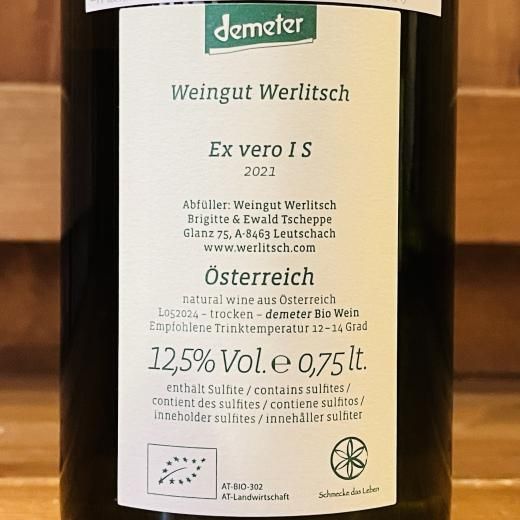 demeter
Weingut Werlitsch
Ex vero I S
2021
Abfüller: Weingut Werlitsch
Brigitte & Ewald Tscheppe
Glanz 75, A-8463 Leutschach
www.werlitsch.com
Österreich
natural wine aus Österreich
L052024 – trocken – demeter Bio Wein
Empfohlene Trinktemperatur 12–14 Grad
12,5% Vol. ℮ 0,75 lt.
enthält Sulfite / contains sulfites /
contient des sulfites / contiene sulfitos /
inneholder sulfites / innehåller sulfiter
AT-BIO-302
AT-Landwirtschaft
Schmecke das Leben